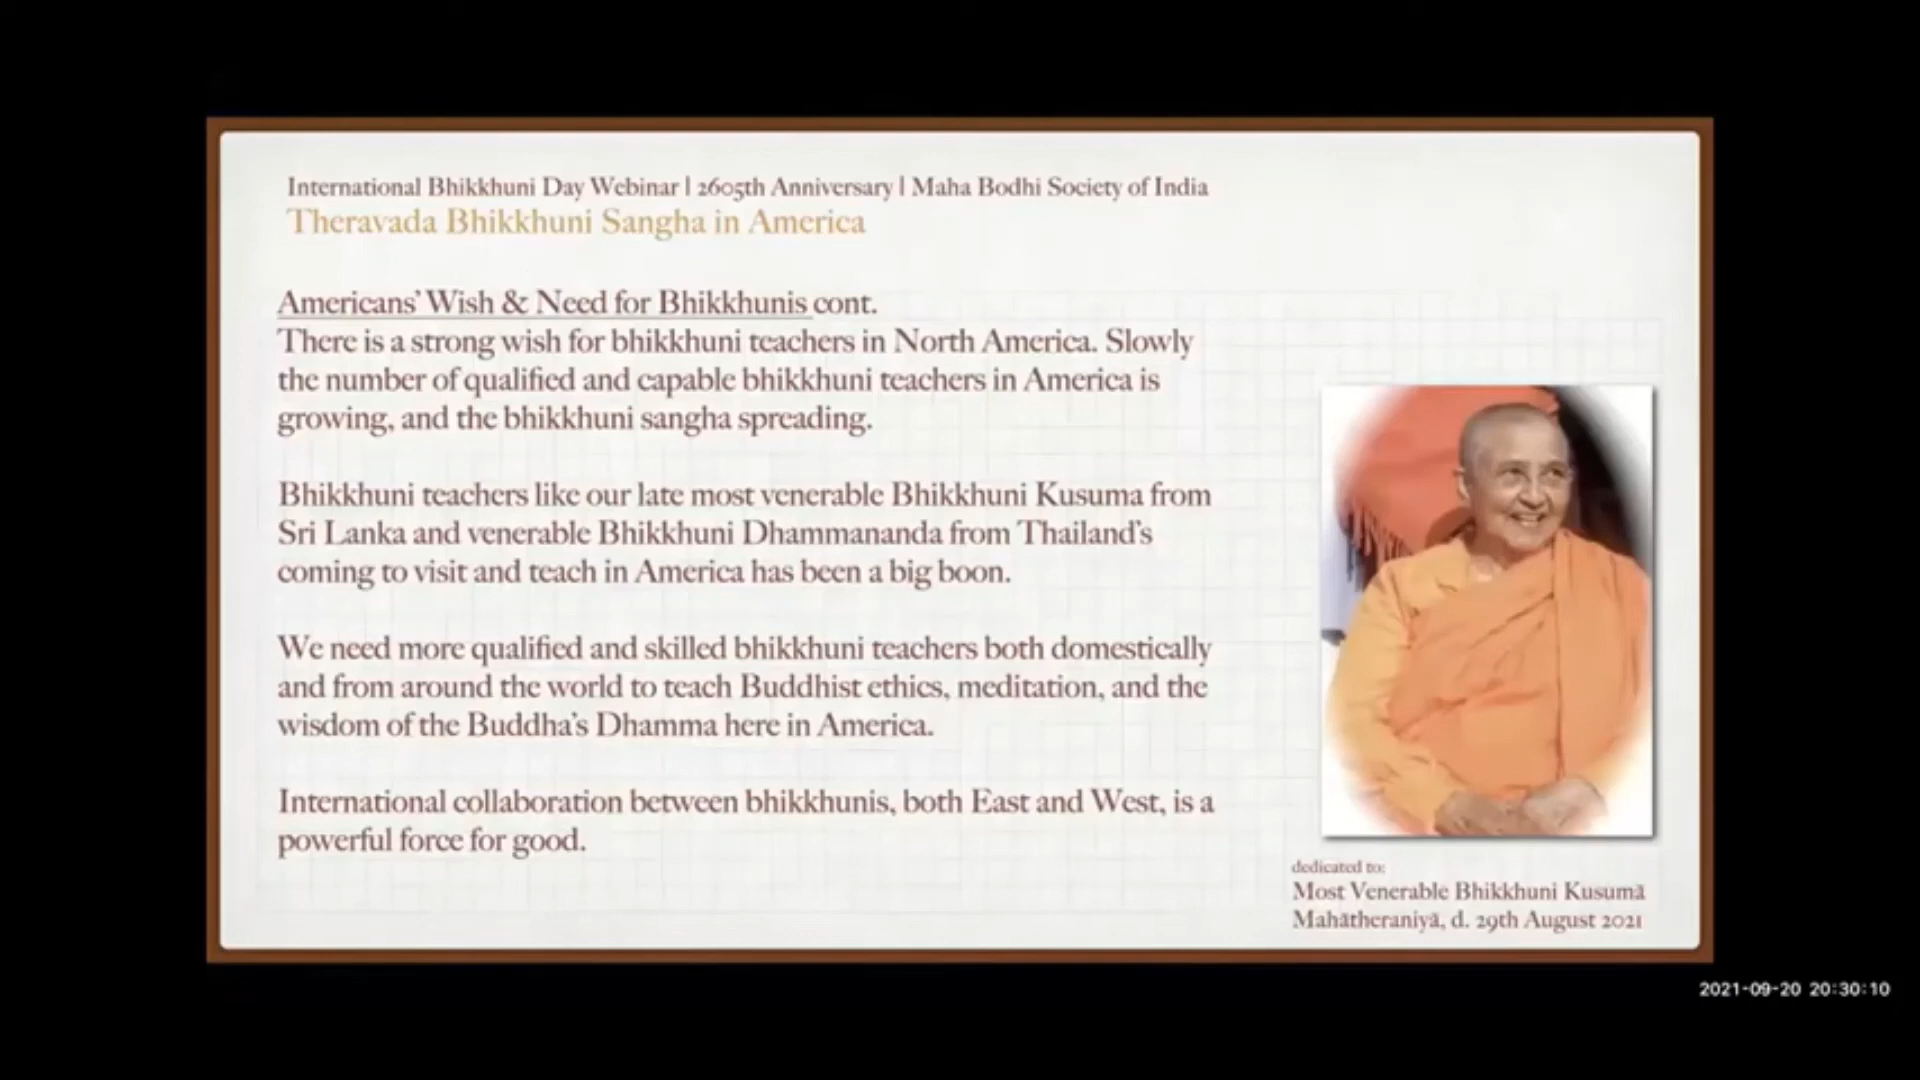 International Bhikkhuni Day Webinar | 2605th Anniversary | Maha Bodhi Society of India
Theravada Bhikkhuni Sangha in America
Americans' Wish & Need for Bhikkhunis cont.
There is a strong wish for bhikkhuni teachers in North America. Slowly
the number of qualified and capable bhikkhuni teachers in America is
growing, and the bhikkhuni sangha spreading.
Bhikkhuni teachers like our late most venerable Bhikkhuni Kusuma from
Sri Lanka and venerable Bhikkhuni Dhammananda from Thailand's
coming to visit and teach in America has been a big boon.
We need more qualified and skilled bhikkhuni teachers both domestically
and from around the world to teach Buddhist ethics, meditation, and the
wisdom of the Buddha's Dhamma here in America.
International collaboration between bhikkhunis, both East and West, is a
powerful force for good.
dedicated to:
Most Venerable Bhikkhuni Kusumā
Mahātheraniyā, d. 29th August 2021
2021-09-20 20:30:10